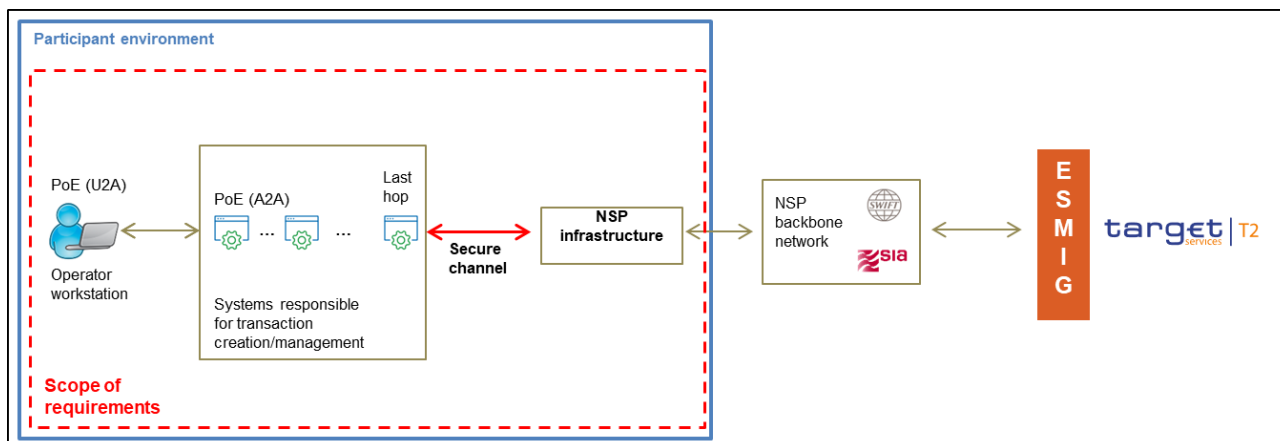 Participant environment
PoE (U2A)
Operator
workstation
PoE (A2A)
...
...
Last
hop
Systems responsible
for transaction
creation/management
Secure
channel
NSP
infrastructure
Scope of
requirements
NSP
backbone
network
SWIFT
sia
E
S
M
I
G
target
services
T2